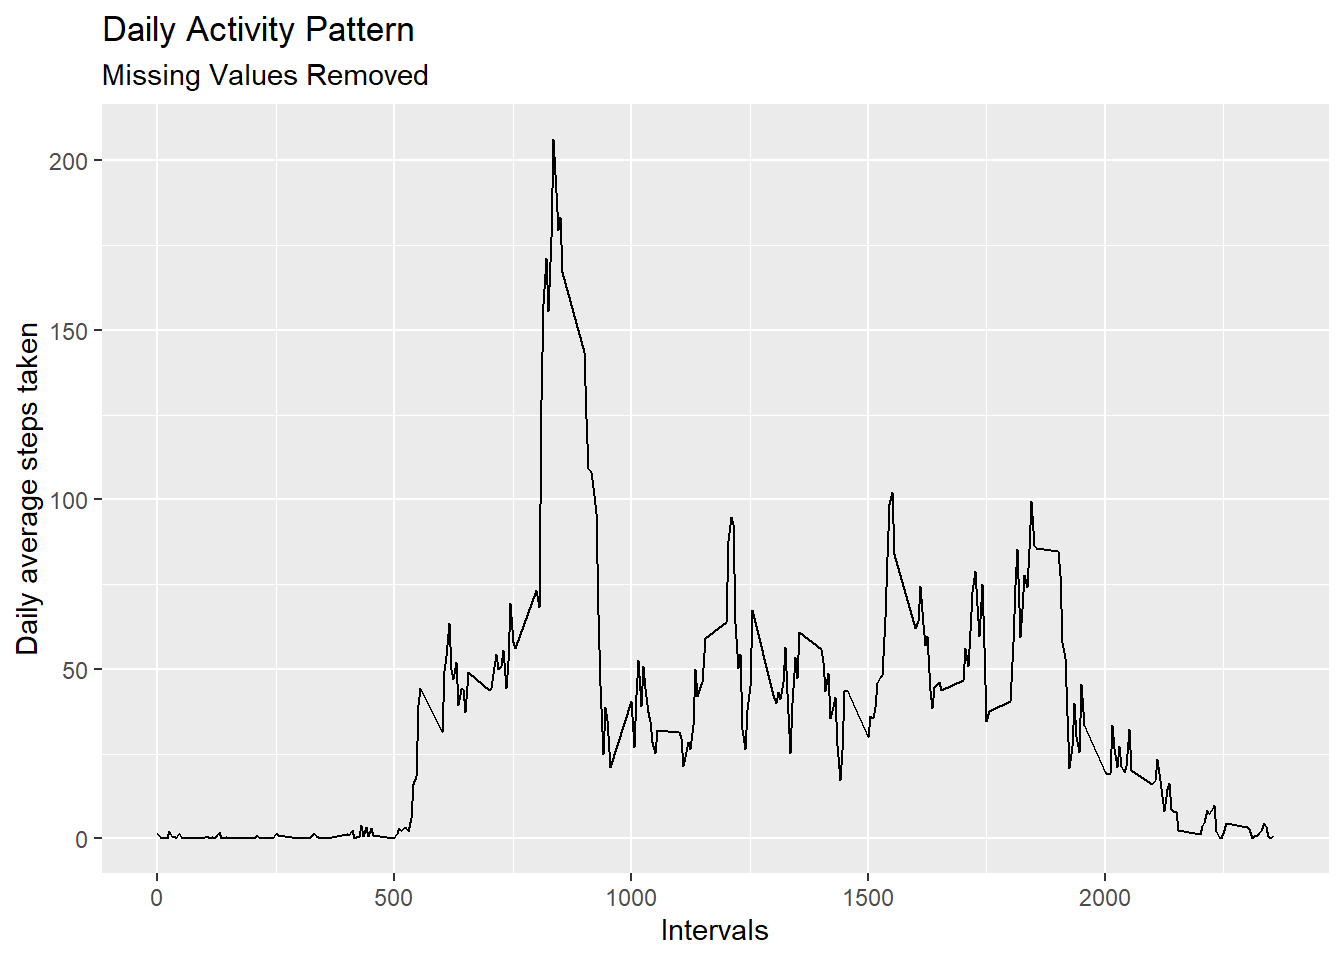 Daily Activity Pattern
Missing Values Removed
Daily average steps taken
200
150
100
50
0
0 500 1000 1500 2000
Intervals